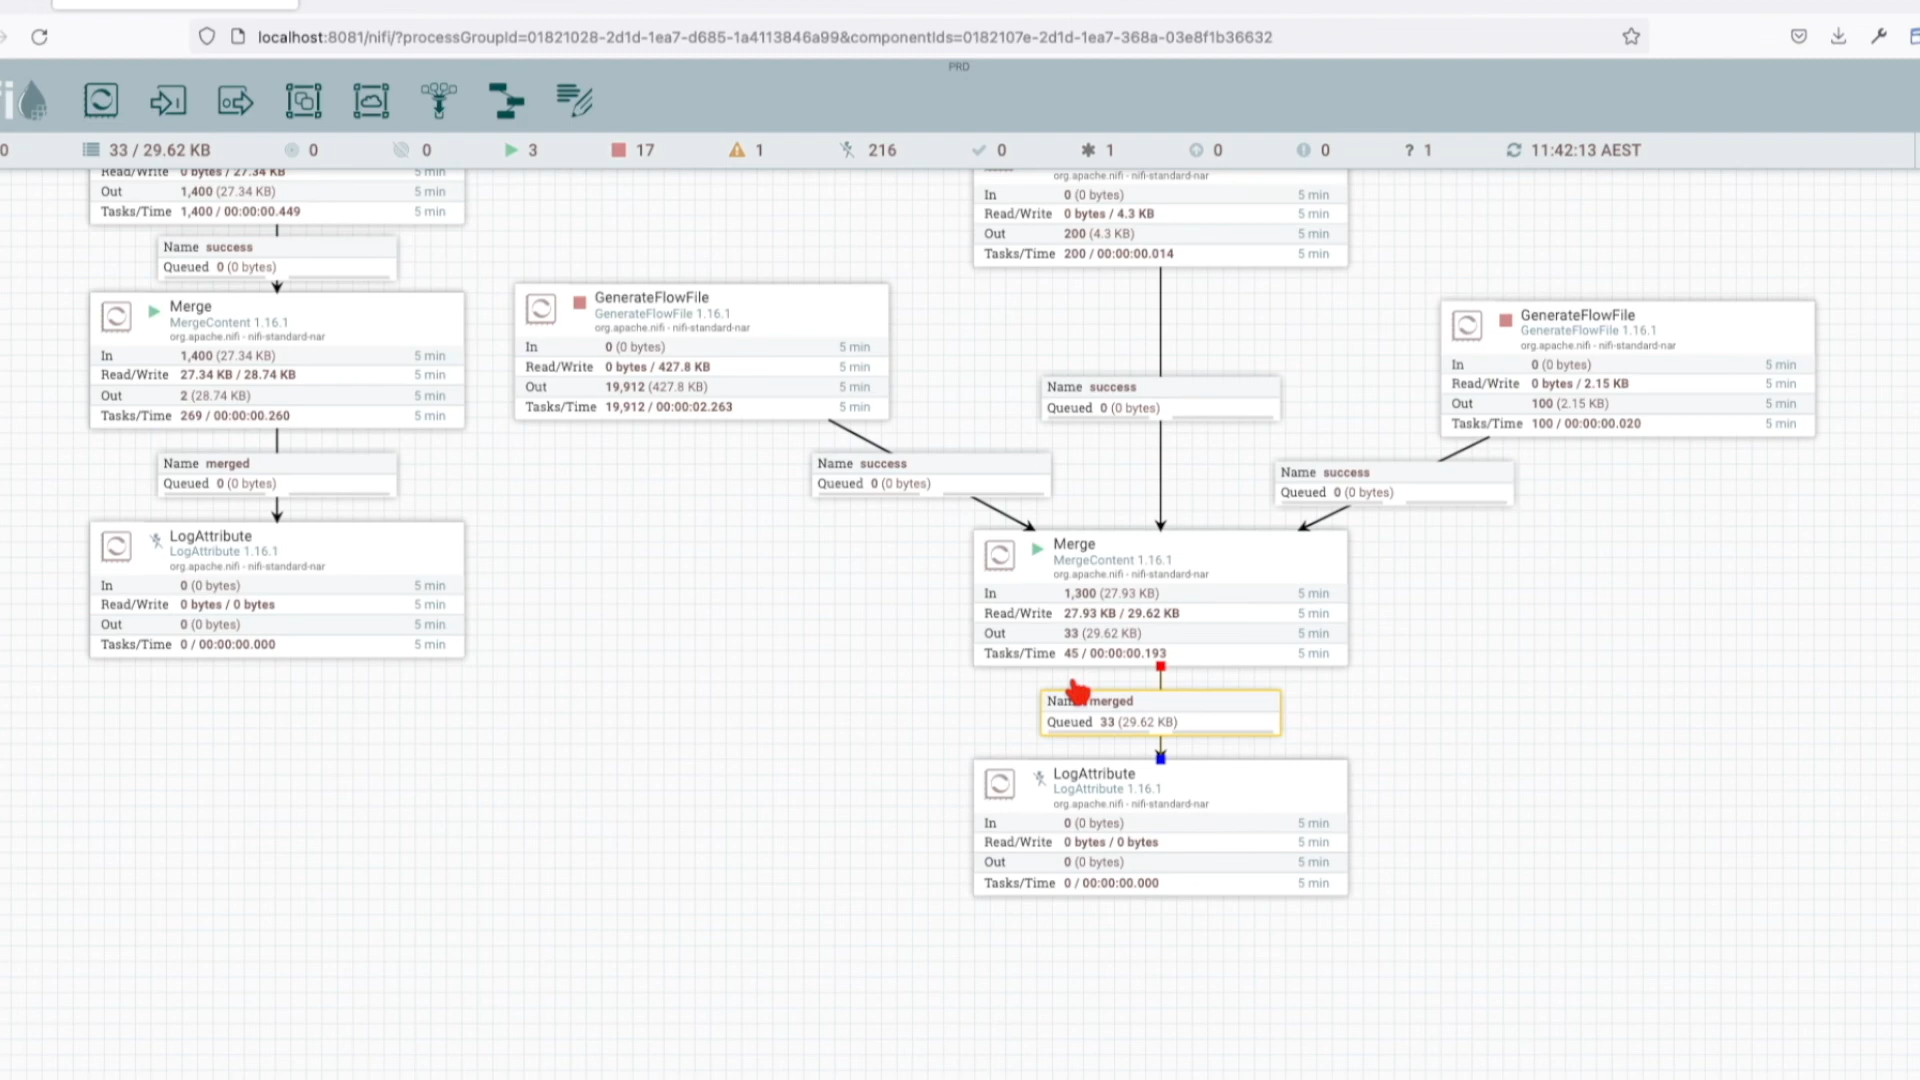 localhost:8081/nifi/?processGroupId=01821028-2d1d-1ea7-d685-1a4113846a99&componentIds=0182107e-2d1d-1ea7-368a-03e8f1b36632
PRD
0 33 / 29.62 KB 0 0 3 17 1 216 0 1 0 0 ? 1 11:42:13 AEST
Read/Write 0 bytes / 27.34 KB 5 min
Out 1,400 (27.34 KB) 5 min
Tasks/Time 1,400 / 00:00:00.449 5 min
Name success
Queued 0 (0 bytes)
Merge
MergeContent 1.16.1
org.apache.nifi - nifi-standard-nar
In 1,400 (27.34 KB) 5 min
Read/Write 27.34 KB / 28.74 KB 5 min
Out 2 (28.74 KB) 5 min
Tasks/Time 269 / 00:00:00.260 5 min
Name merged
Queued 0 (0 bytes)
LogAttribute
LogAttribute 1.16.1
org.apache.nifi - nifi-standard-nar
In 0 (0 bytes) 5 min
Read/Write 0 bytes / 0 bytes 5 min
Out 0 (0 bytes) 5 min
Tasks/Time 0 / 00:00:00.000 5 min
GenerateFlowFile
GenerateFlowFile 1.16.1
org.apache.nifi - nifi-standard-nar
In 0 (0 bytes) 5 min
Read/Write 0 bytes / 427.8 KB 5 min
Out 19,912 (427.8 KB) 5 min
Tasks/Time 19,912 / 00:00:02.263 5 min
Name success
Queued 0 (0 bytes)
org.apache.nifi - nifi-standard-nar
In 0 (0 bytes) 5 min
Read/Write 0 bytes / 4.3 KB 5 min
Out 200 (4.3 KB) 5 min
Tasks/Time 200 / 00:00:00.014 5 min
Name success
Queued 0 (0 bytes)
GenerateFlowFile
GenerateFlowFile 1.16.1
org.apache.nifi - nifi-standard-nar
In 0 (0 bytes) 5 min
Read/Write 0 bytes / 2.15 KB 5 min
Out 100 (2.15 KB) 5 min
Tasks/Time 100 / 00:00:00.020 5 min
Name success
Queued 0 (0 bytes)
Merge
MergeContent 1.16.1
org.apache.nifi - nifi-standard-nar
In 1,300 (27.93 KB) 5 min
Read/Write 27.93 KB / 29.62 KB 5 min
Out 33 (29.62 KB) 5 min
Tasks/Time 45 / 00:00:00.193 5 min
Name merged
Queued 33 (29.62 KB)
LogAttribute
LogAttribute 1.16.1
org.apache.nifi - nifi-standard-nar
In 0 (0 bytes) 5 min
Read/Write 0 bytes / 0 bytes 5 min
Out 0 (0 bytes) 5 min
Tasks/Time 0 / 00:00:00.000 5 min